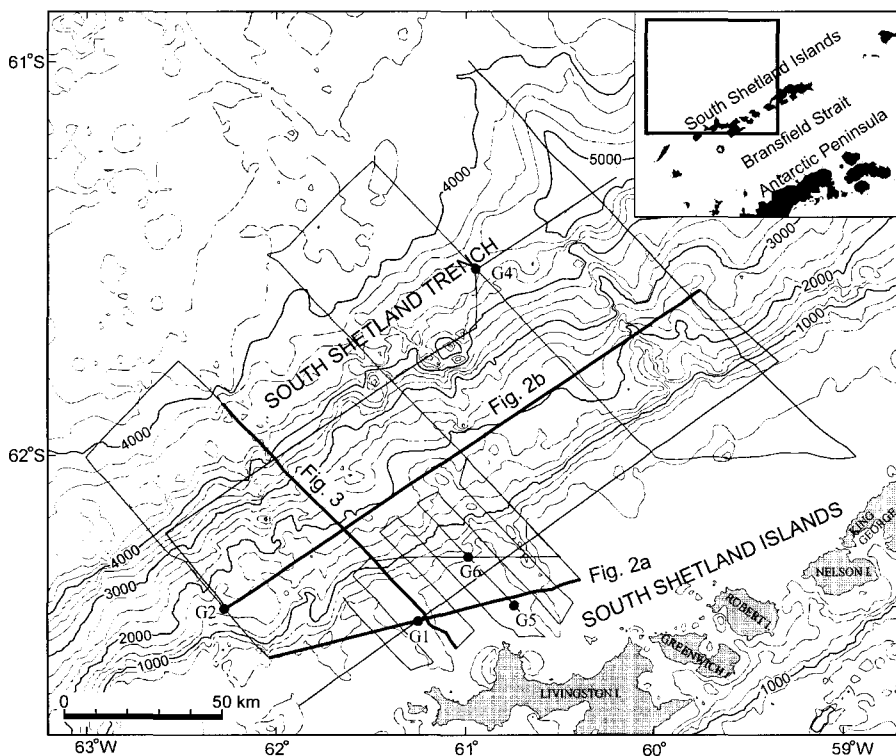 61°S
62°S
63°W
62°
61°
60°
59°W
South Shetland Islands
Bransfield Strait
Antarctic Peninsula
4000
5000
3000
2000
1000
SOUTH SHETLAND TRENCH
G4
Fig. 2b
4000
Fig. 3
4000
3000
2000
1000
G2
G6
G5
G1
Fig. 2a
SOUTH SHETLAND ISLANDS
KING
GEORGE
NELSON I.
ROBERT I.
GREENWICH I.
LIVINGSTON I.
1000
0
50 km